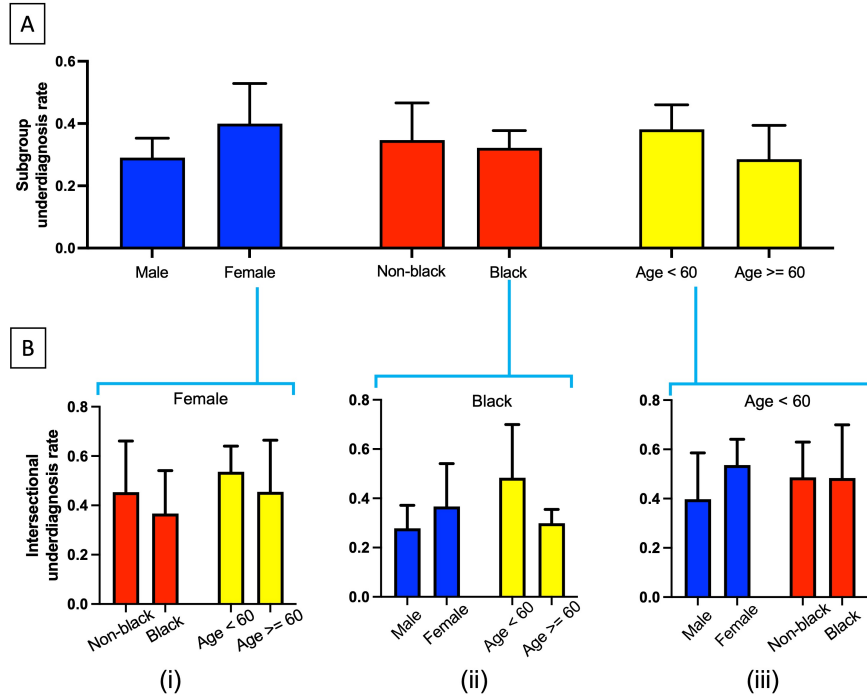 A
Subgroup
underdiagnosis rate
0.6
0.4
0.2
0.0
Male
Female
Non-black
Black
Age < 60
Age >= 60
B
Intersectional
underdiagnosis rate
Female
0.8
0.6
0.4
0.2
0.0
Non-black
Black
Age < 60
Age >= 60
(i)
Black
0.8
0.6
0.4
0.2
0.0
Male
Female
Age < 60
Age >= 60
(ii)
Age < 60
0.8
0.6
0.4
0.2
0.0
Male
Female
Non-black
Black
(iii)